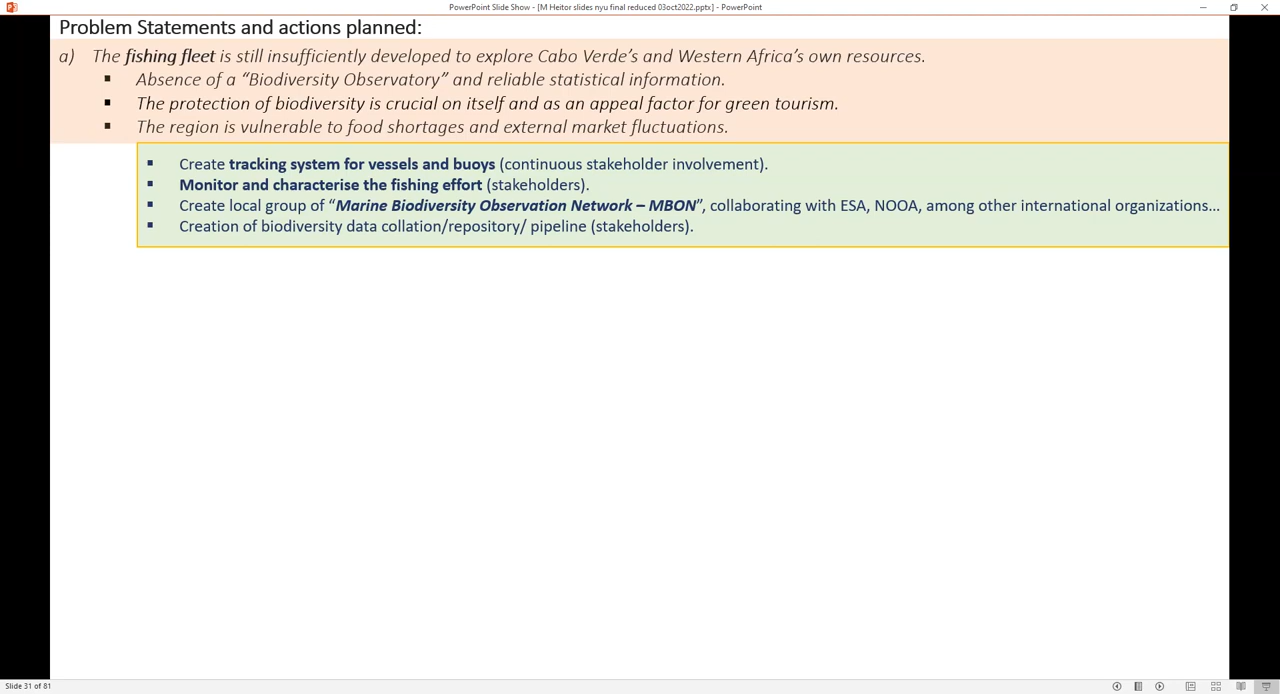 PowerPoint Slide Show - [M Heitor slides nyu final reduced 03oct2022.pptx] - PowerPoint
Problem Statements and actions planned:
a) The fishing fleet is still insufficiently developed to explore Cabo Verde’s and Western Africa’s own resources.
▪ Absence of a “Biodiversity Observatory” and reliable statistical information.
▪ The protection of biodiversity is crucial on itself and as an appeal factor for green tourism.
▪ The region is vulnerable to food shortages and external market fluctuations.
▪ Create tracking system for vessels and buoys (continuous stakeholder involvement).
▪ Monitor and characterise the fishing effort (stakeholders).
▪ Create local group of “Marine Biodiversity Observation Network – MBON”, collaborating with ESA, NOOA, among other international organizations…
▪ Creation of biodiversity data collation/repository/ pipeline (stakeholders).
Slide 31 of 81